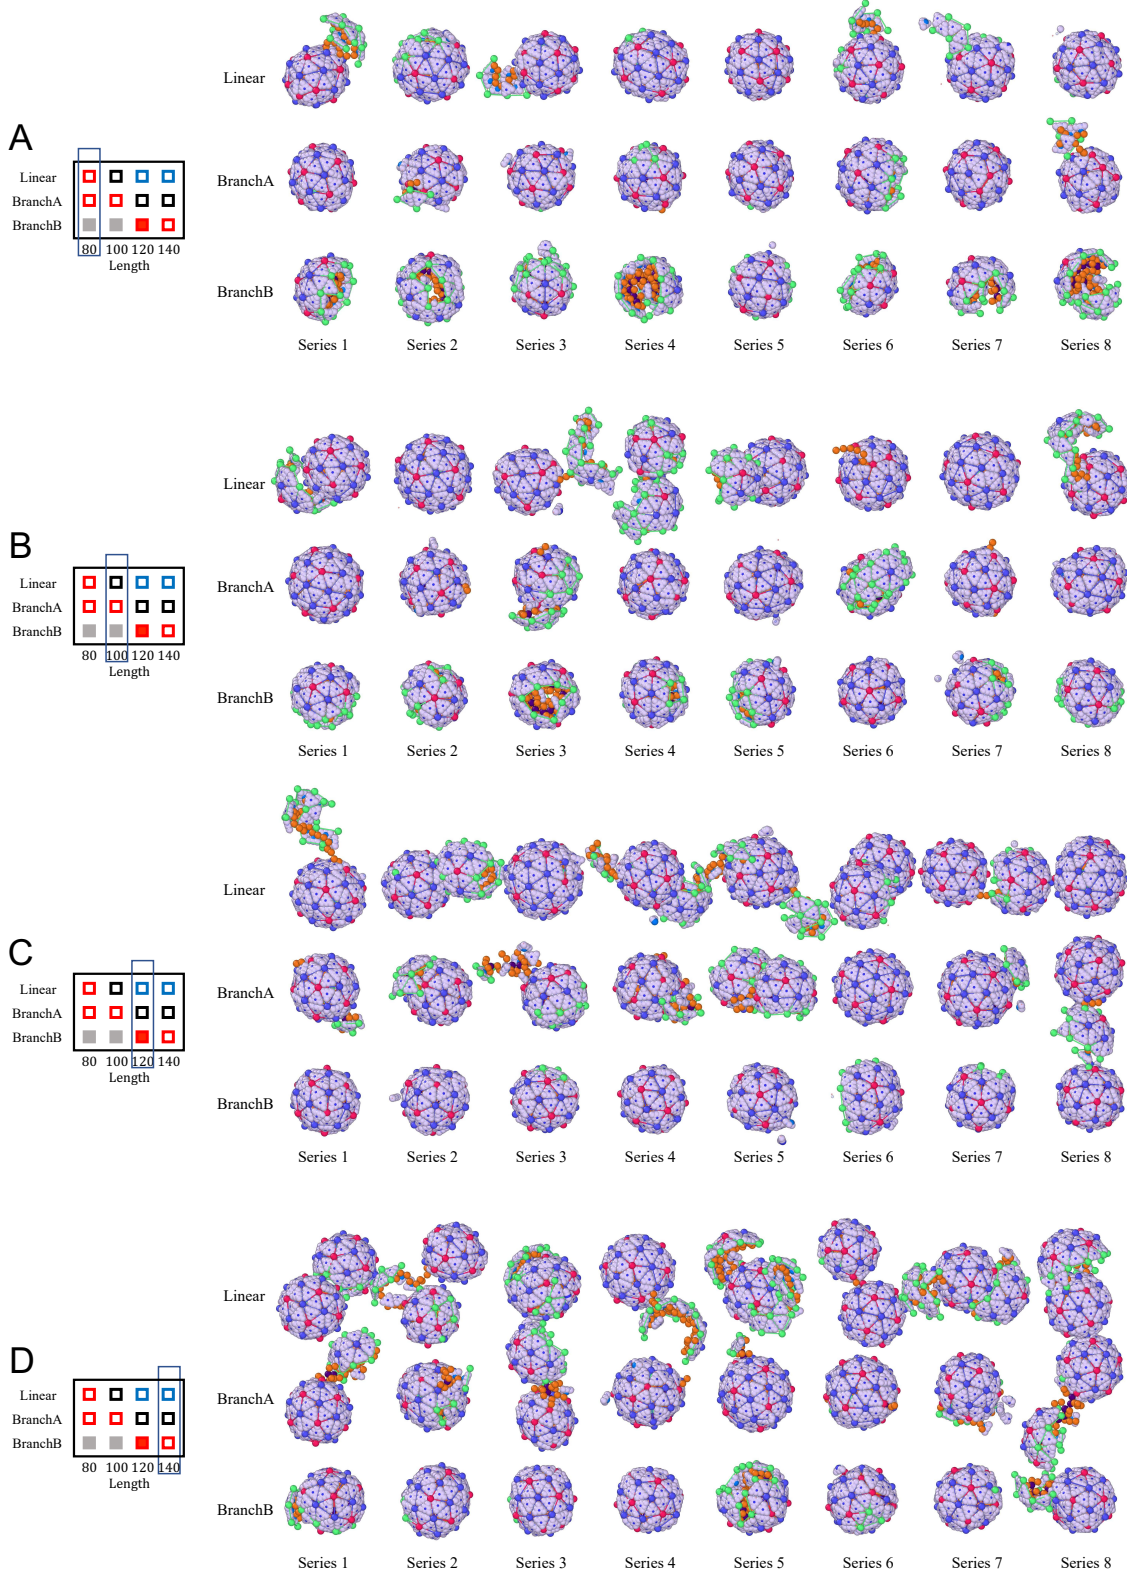 A
Linear
BranchA
BranchB
80 100 120 140
Length
Linear
BranchA
BranchB
Series 1 Series 2 Series 3 Series 4 Series 5 Series 6 Series 7 Series 8
B
Linear
BranchA
BranchB
80 100 120 140
Length
Linear
BranchA
BranchB
Series 1 Series 2 Series 3 Series 4 Series 5 Series 6 Series 7 Series 8
C
Linear
BranchA
BranchB
80 100 120 140
Length
Linear
BranchA
BranchB
Series 1 Series 2 Series 3 Series 4 Series 5 Series 6 Series 7 Series 8
D
Linear
BranchA
BranchB
80 100 120 140
Length
Linear
BranchA
BranchB
Series 1 Series 2 Series 3 Series 4 Series 5 Series 6 Series 7 Series 8